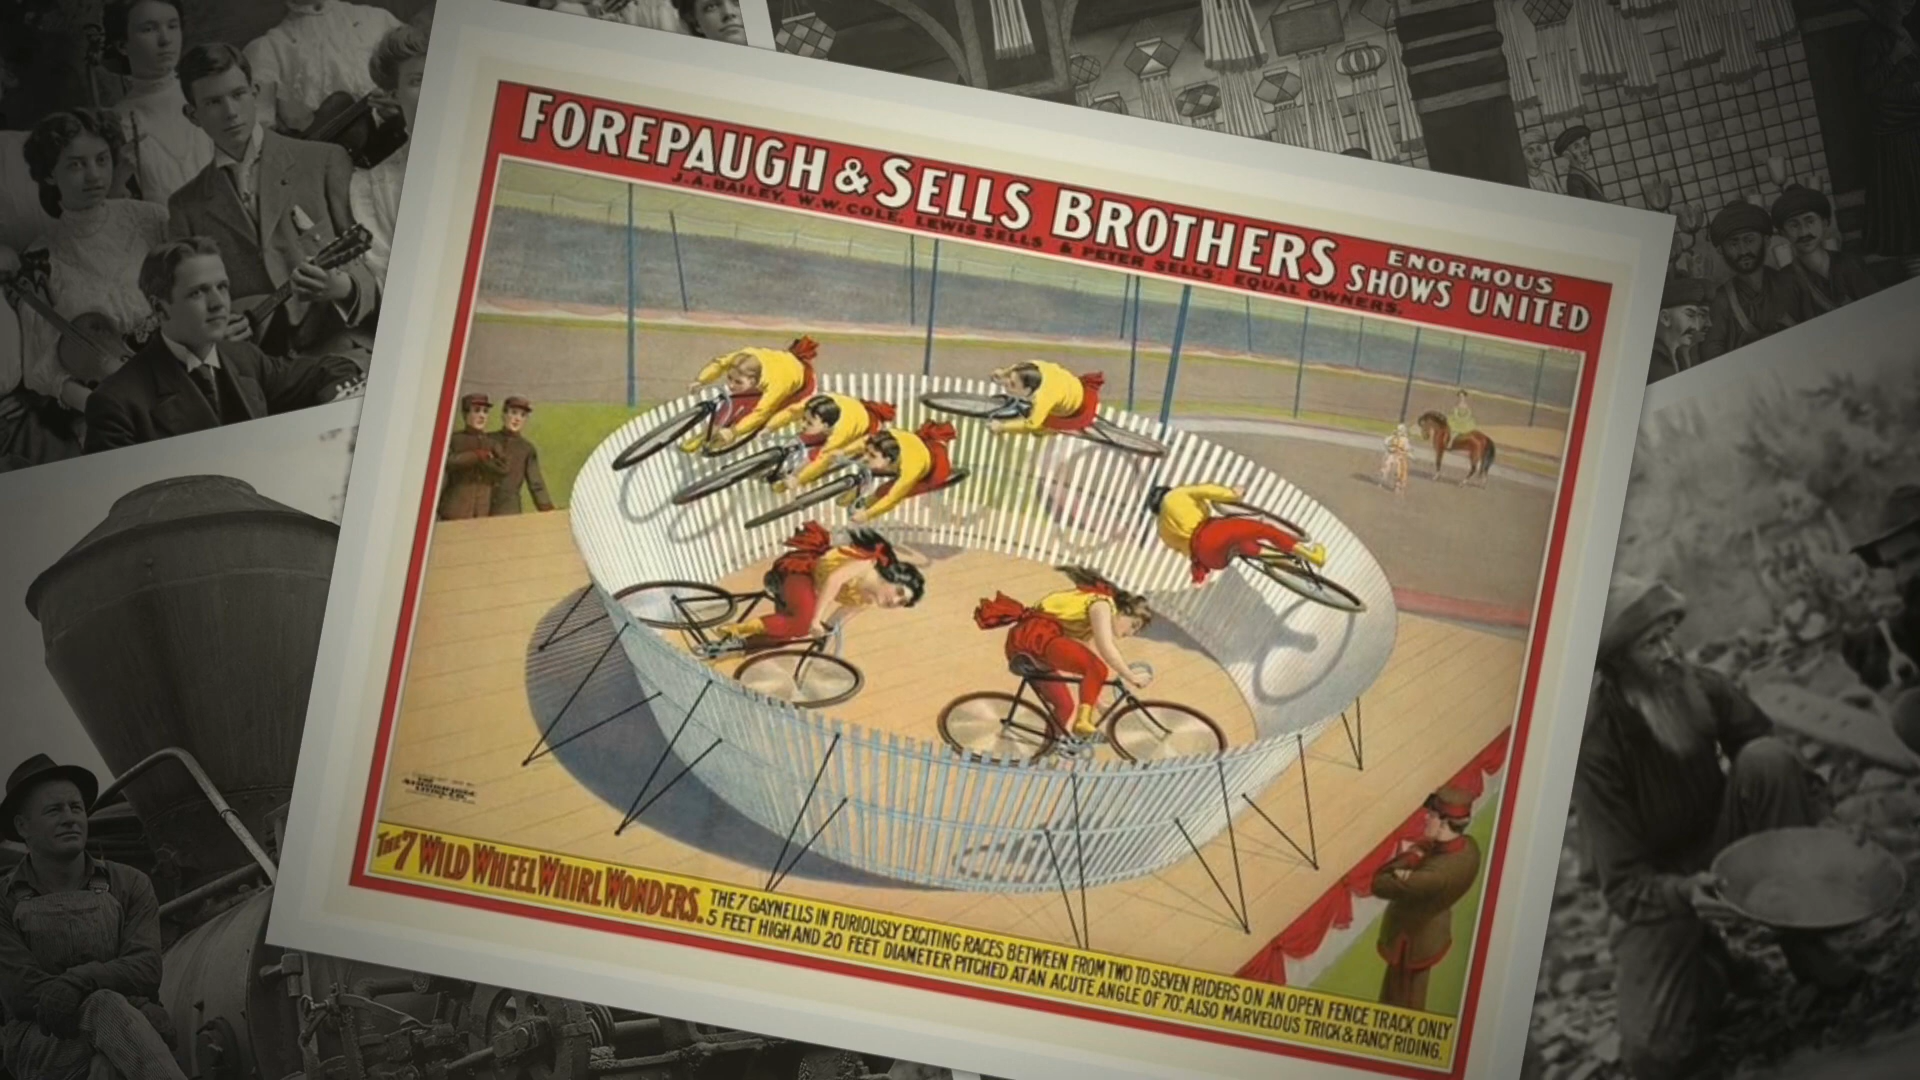 FOREPAUGH & SELLS BROTHERS ENORMOUS SHOWS UNITED
J.A. BAILEY, W.W. COLE, LEWIS SELLS & PETER SELLS: EQUAL OWNERS.
THE 7 WILD WHEEL WHIRL WONDERS.
THE 7 GAYNELLS IN FURIOUSLY EXCITING RACES BETWEEN FROM TWO TO SEVEN RIDERS ON AN OPEN FENCE TRACK ONLY
5 FEET HIGH AND 20 FEET DIAMETER PITCHED AT AN ACUTE ANGLE OF 70.° ALSO MARVELOUS TRICK & FANCY RIDING.